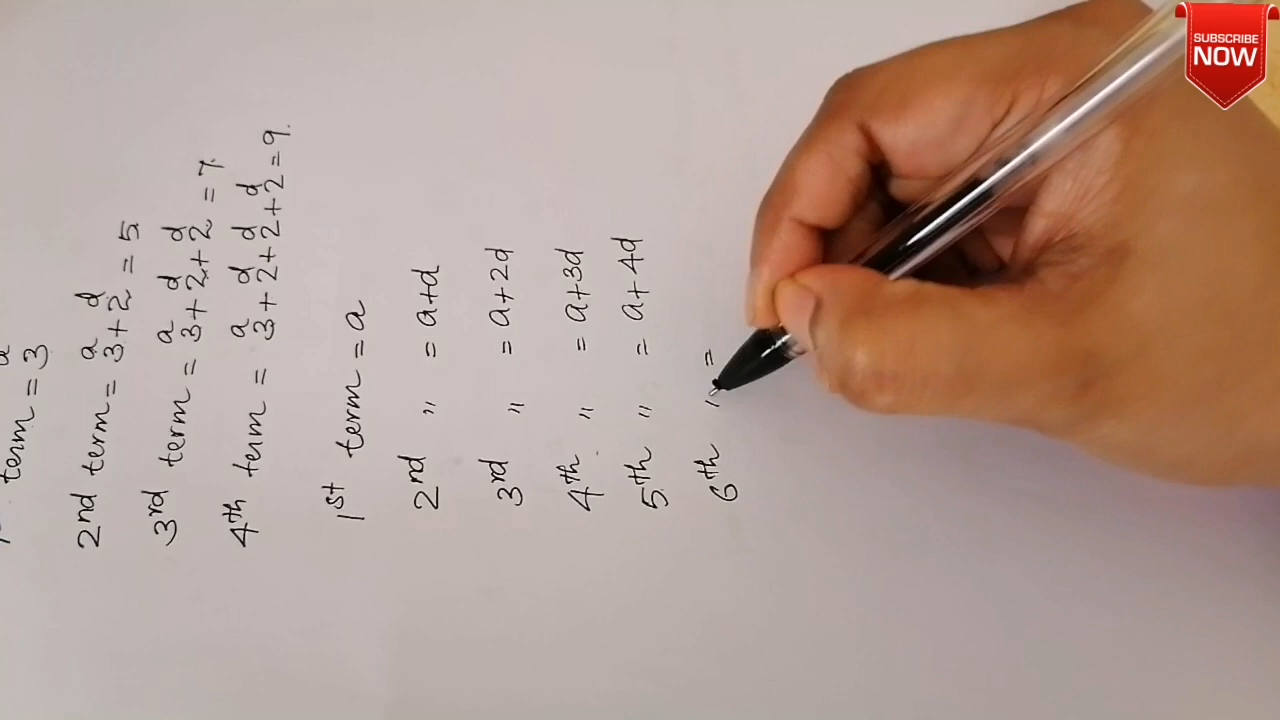 a
term = 3
a d
2nd term = 3+2 = 5
a d d
3rd term = 3+2+2 = 7.
a d d d
4th term = 3+2+2+2 = 9.
1st term = a
2nd " = a+d
3rd " = a+2d
4th " = a+3d
5th " = a+4d
6th " =
SUBSCRIBE
NOW